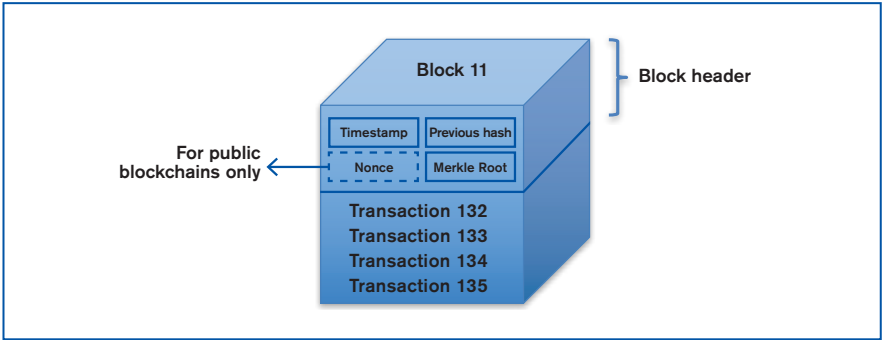 Block 11
Block header
Timestamp
Previous hash
For public
blockchains only
Nonce
Merkle Root
Transaction 132
Transaction 133
Transaction 134
Transaction 135